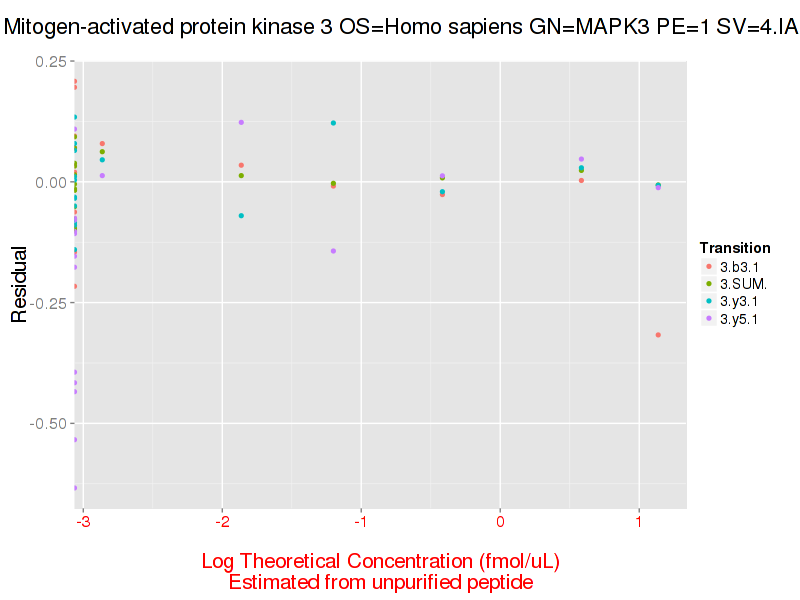 Mitogen-activated protein kinase 3 OS=Homo sapiens GN=MAPK3 PE=1 SV=4.IA
0.25
0.00
-0.25
-0.50
Residual
-3 -2 -1 0 1
Log Theoretical Concentration (fmol/uL)
Estimated from unpurified peptide
Transition
3.b3.1
3.SUM.
3.y3.1
3.y5.1